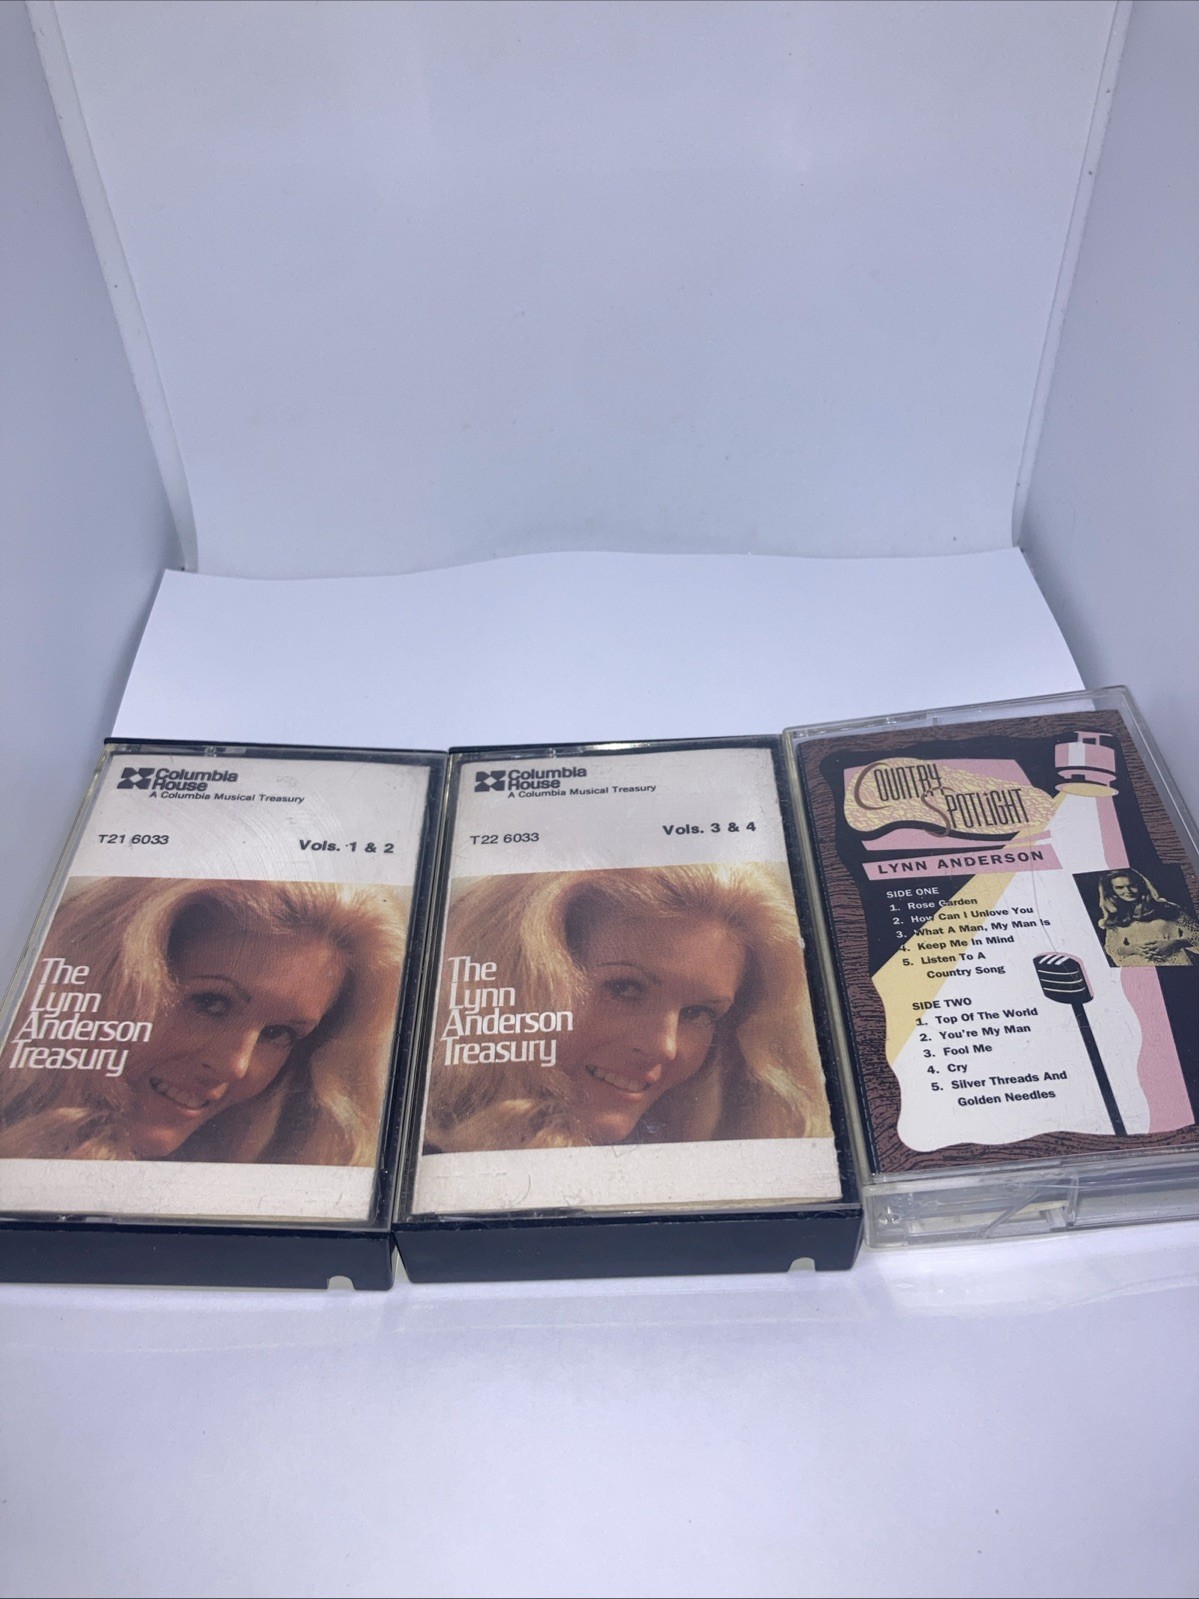 Columbia
House
A Columbia Musical Treasury
T21 6033
Vols. 1 & 2
The
Lynn
Anderson
Treasury
Columbia
House
A Columbia Musical Treasury
T22 6033
Vols. 3 & 4
The
Lynn
Anderson
Treasury
COUNTRY
SPOTLiGHT
LYNN ANDERSON
SIDE ONE
1. Rose Garden
2. How Can I Unlove You
3. What A Man, My Man Is
4. Keep Me In Mind
5. Listen To A
Country Song
SIDE TWO
1. Top Of The World
2. You're My Man
3. Fool Me
4. Cry
5. Silver Threads And
Golden Needles